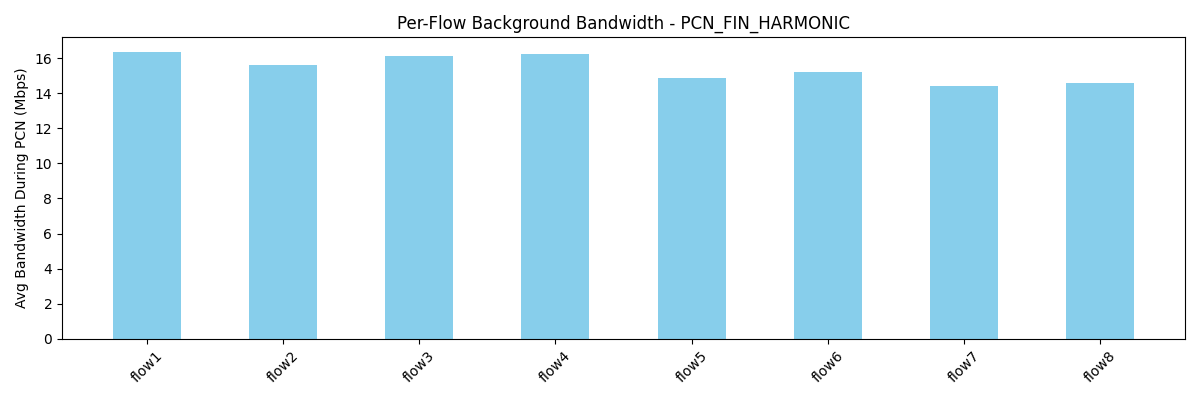 Per-Flow Background Bandwidth - PCN_FIN_HARMONIC
Avg Bandwidth During PCN (Mbps)
16
14
12
10
8
6
4
2
0
flow1
flow2
flow3
flow4
flow5
flow6
flow7
flow8